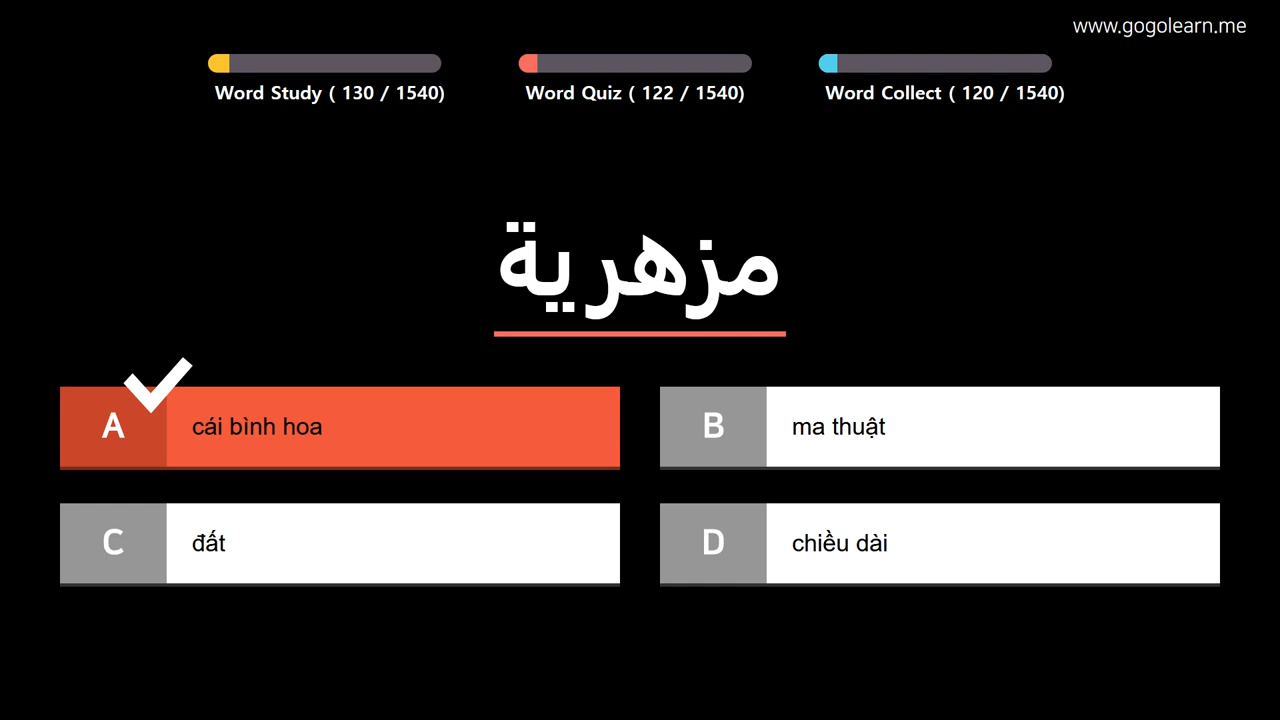 www.gogolearn.me
Word Study ( 130 / 1540)
Word Quiz ( 122 / 1540)
Word Collect ( 120 / 1540)
مزهرية
A cái bình hoa
B ma thuật
C đất
D chiều dài